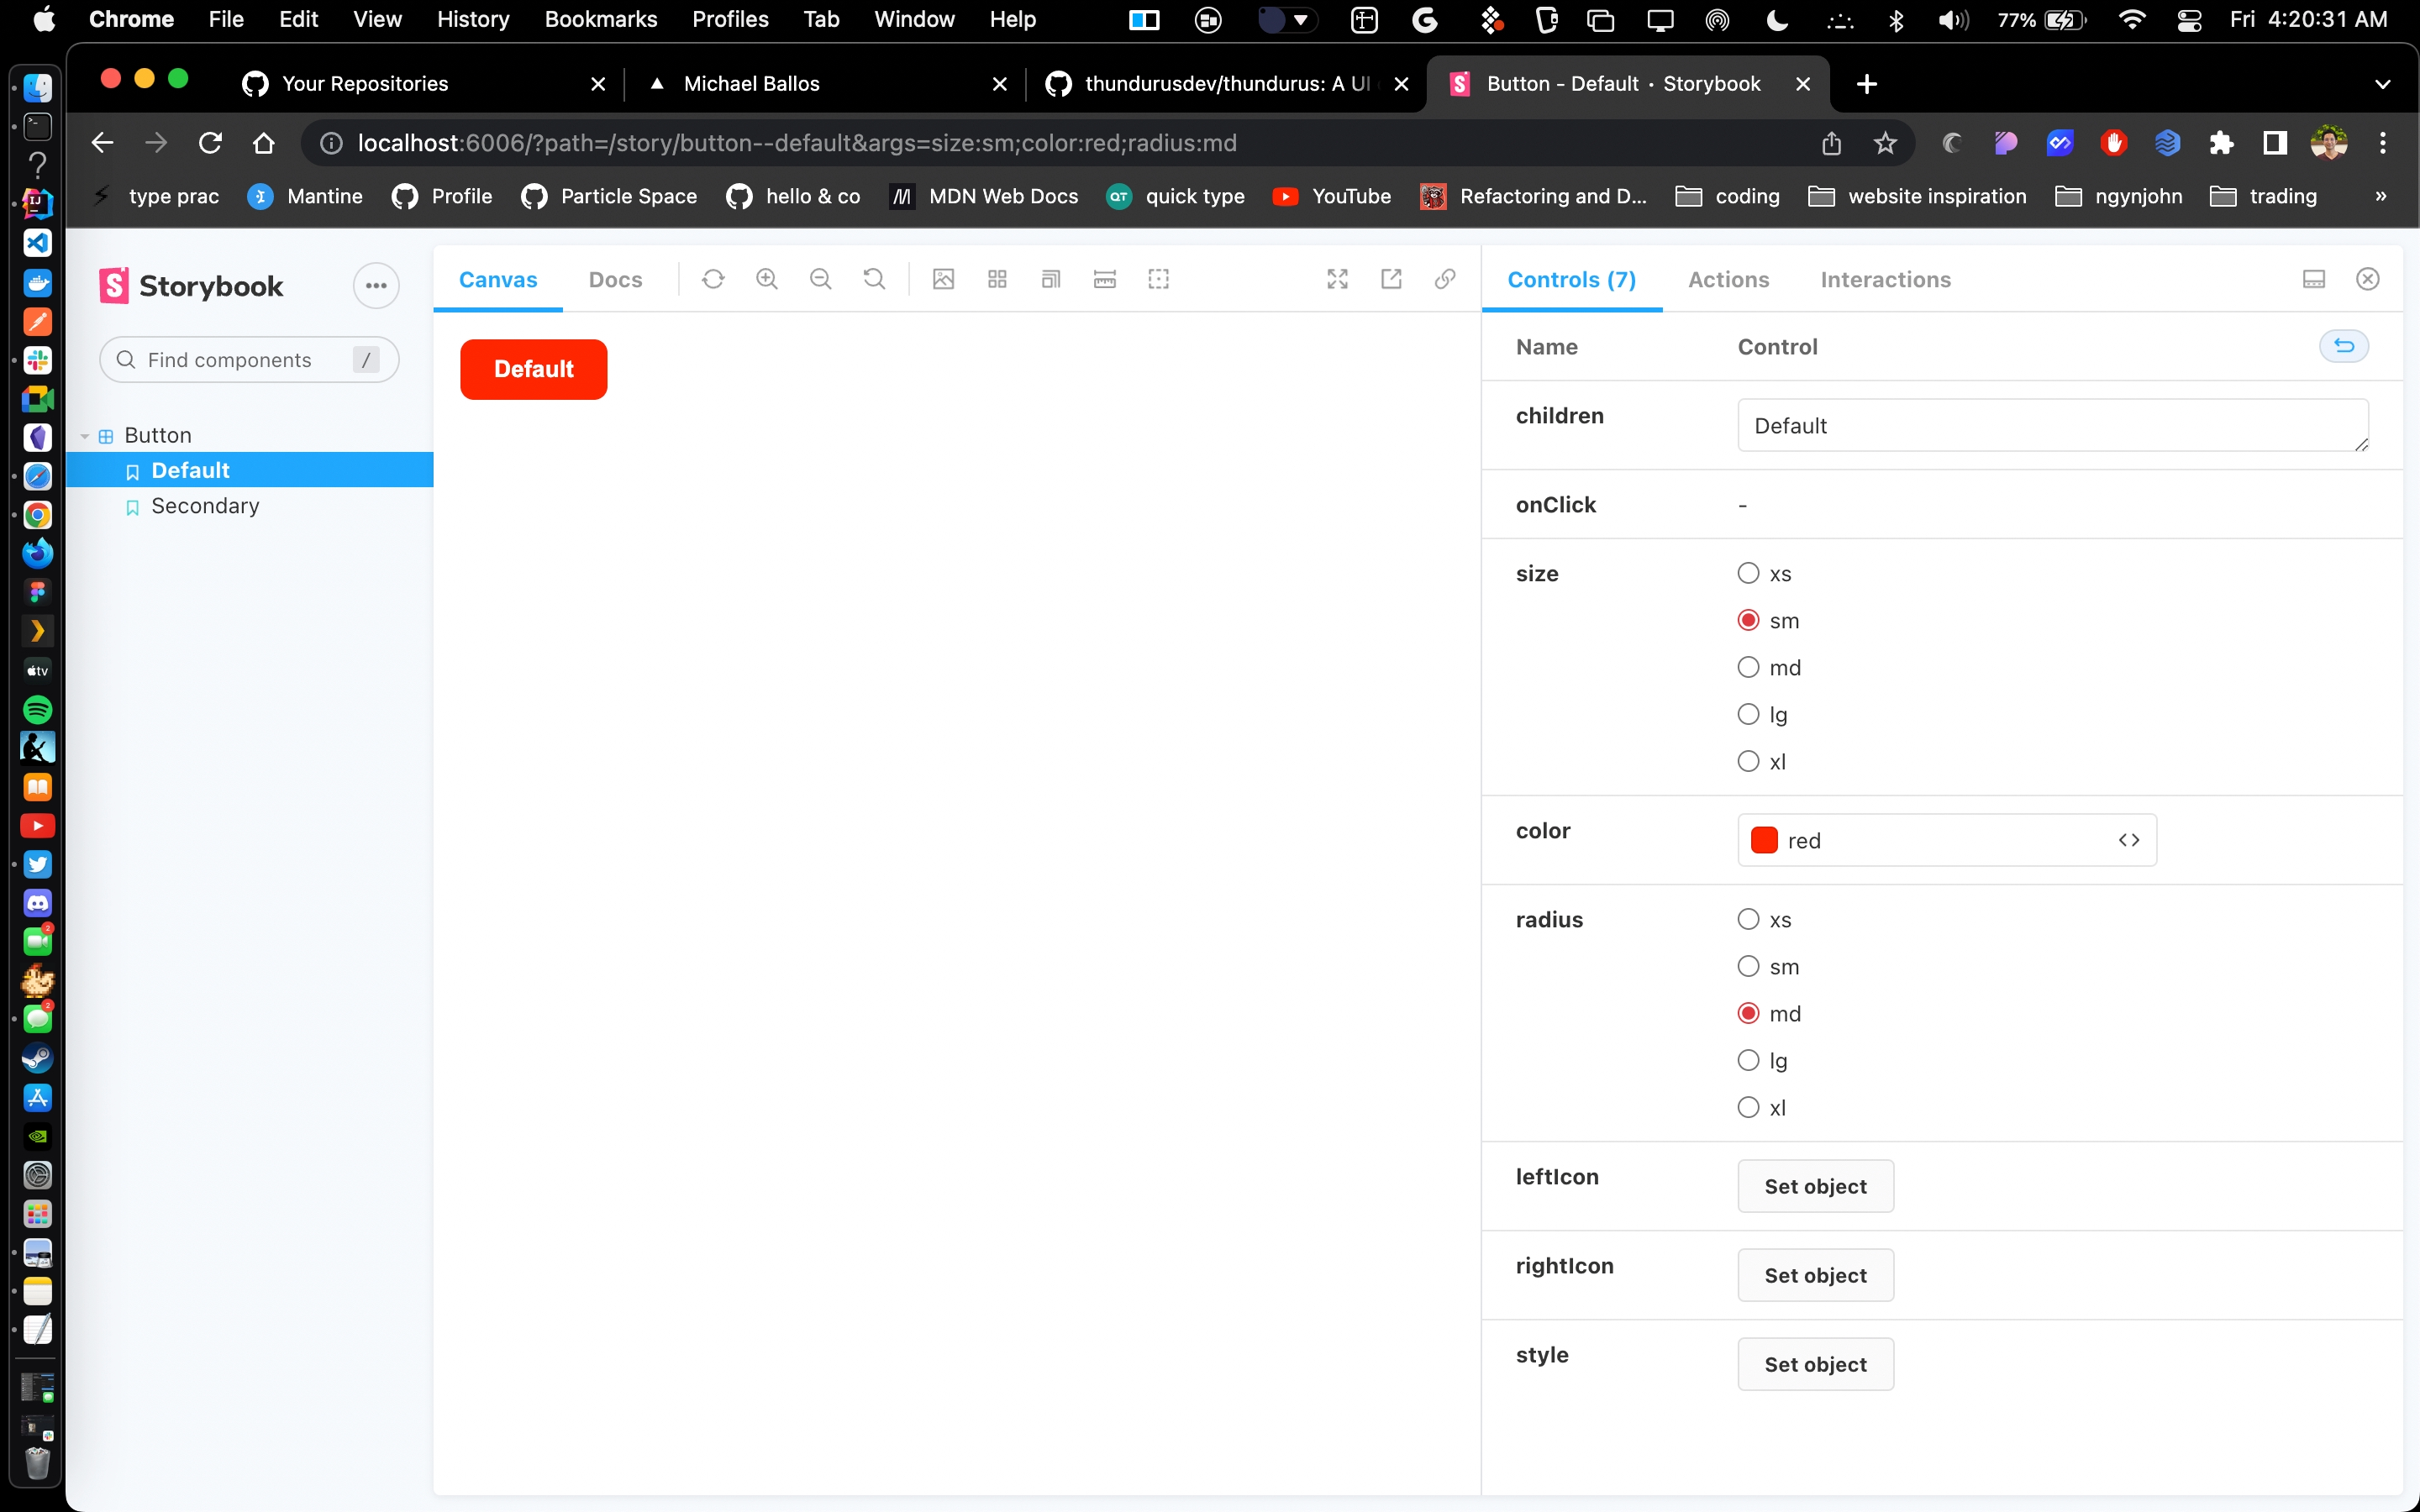 Chrome File Edit View History Bookmarks Profiles Tab Window Help 77% Fri 4:20:31 AM
Your Repositories Michael Ballos thundurusdev/thundurus: A UI Button - Default · Storybook
localhost:6006/?path=/story/button--default&args=size:sm;color:red;radius:md
type prac Mantine Profile Particle Space hello & co MDN Web Docs QT quick type YouTube Refactoring and D... coding website inspiration ngynjohn trading »
Storybook
Find components /
Button
Default
Secondary
Canvas Docs
Default
Controls (7) Actions Interactions
Name Control
children Default
onClick -
size xs
sm
md
lg
xl
color red
radius xs
sm
md
lg
xl
leftIcon Set object
rightIcon Set object
style Set object